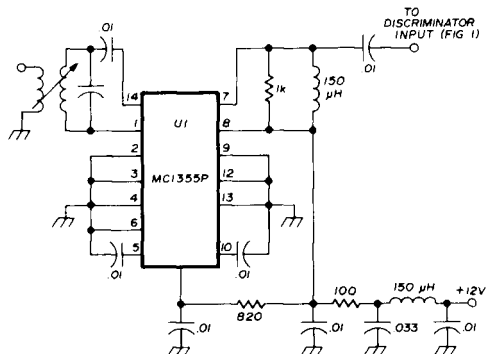 TO
DISCRIMINATOR
INPUT (FIG 1)
.01
.01
14
7
1k
150
μH
U1
1
8
2
9
MC1355P
3
12
4
13
6
5
10
.01
.01
820
100
150 μH
+12V
.01
.01
.033
.01